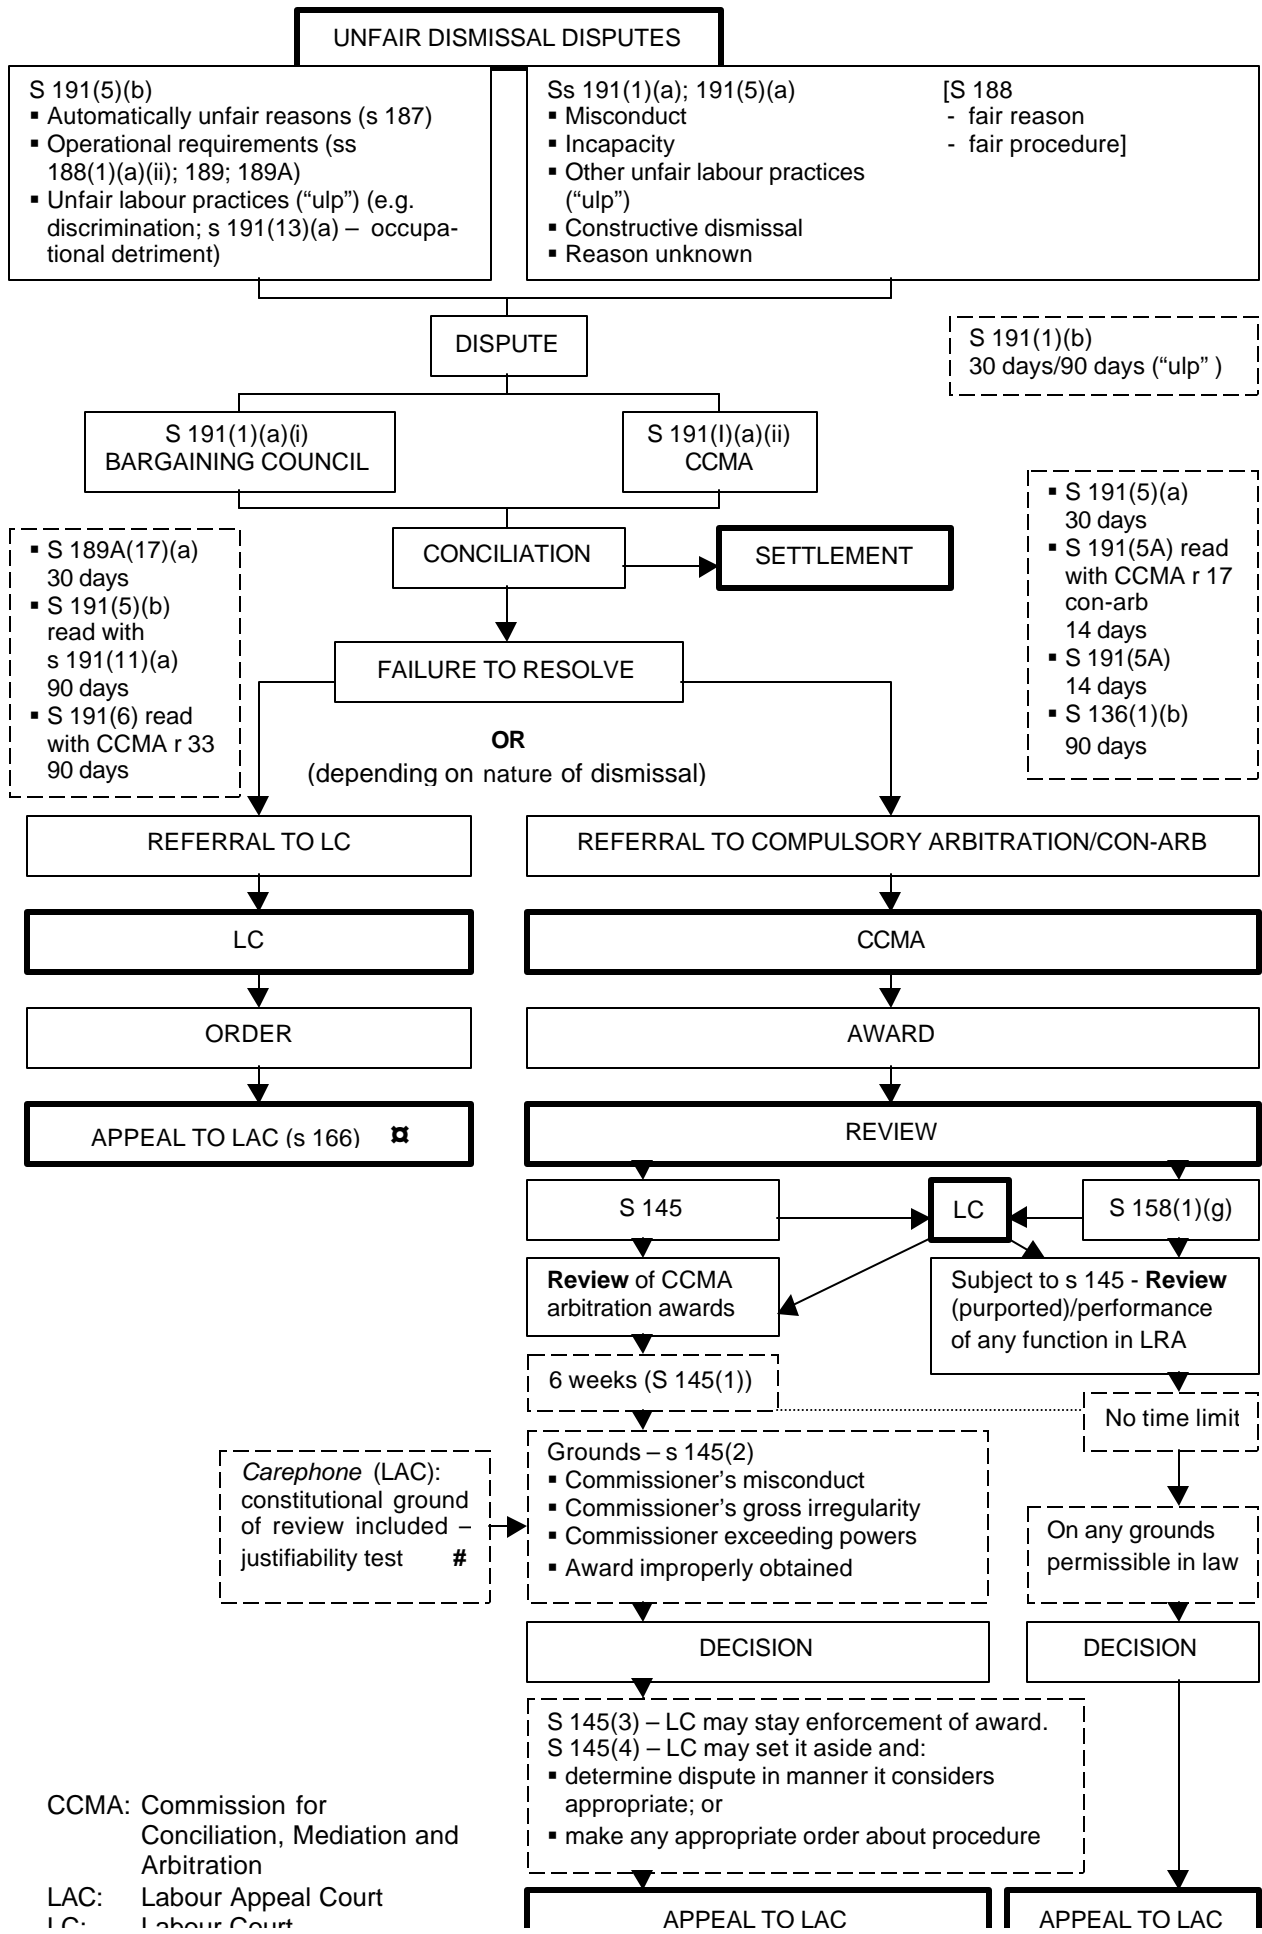 UNFAIR DISMISSAL DISPUTES
S 191(5)(b)
▪ Automatically unfair reasons (s 187)
▪ Operational requirements (ss
188(1)(a)(ii); 189; 189A)
▪ Unfair labour practices (“ulp”) (e.g.
discrimination; s 191(13)(a) – occupa-
tional detriment)
Ss 191(1)(a); 191(5)(a)
▪ Misconduct
▪ Incapacity
▪ Other unfair labour practices
(“ulp”)
▪ Constructive dismissal
▪ Reason unknown
[S 188
- fair reason
- fair procedure]
DISPUTE
S 191(1)(b)
30 days/90 days (“ulp” )
S 191(1)(a)(i)
BARGAINING COUNCIL
S 191(I)(a)(ii)
CCMA
CONCILIATION
SETTLEMENT
▪ S 189A(17)(a)
30 days
▪ S 191(5)(b)
read with
s 191(11)(a)
90 days
▪ S 191(6) read
with CCMA r 33
90 days
▪ S 191(5)(a)
30 days
▪ S 191(5A) read
with CCMA r 17
con-arb
14 days
▪ S 191(5A)
14 days
▪ S 136(1)(b)
90 days
FAILURE TO RESOLVE
OR
(depending on nature of dismissal)
REFERRAL TO LC
REFERRAL TO COMPULSORY ARBITRATION/CON-ARB
LC
CCMA
ORDER
AWARD
APPEAL TO LAC (s 166) ¤
REVIEW
S 145
LC
S 158(1)(g)
Review of CCMA
arbitration awards
Subject to s 145 - Review
(purported)/performance
of any function in LRA
6 weeks (S 145(1))
No time limit
Carephone (LAC):
constitutional ground
of review included –
justifiability test #
Grounds – s 145(2)
▪ Commissioner’s misconduct
▪ Commissioner’s gross irregularity
▪ Commissioner exceeding powers
▪ Award improperly obtained
On any grounds
permissible in law
DECISION
DECISION
S 145(3) – LC may stay enforcement of award.
S 145(4) – LC may set it aside and:
▪ determine dispute in manner it considers
appropriate; or
▪ make any appropriate order about procedure
CCMA: Commission for
Conciliation, Mediation and
Arbitration
LAC: Labour Appeal Court
LC: Labour Court
APPEAL TO LAC
APPEAL TO LAC